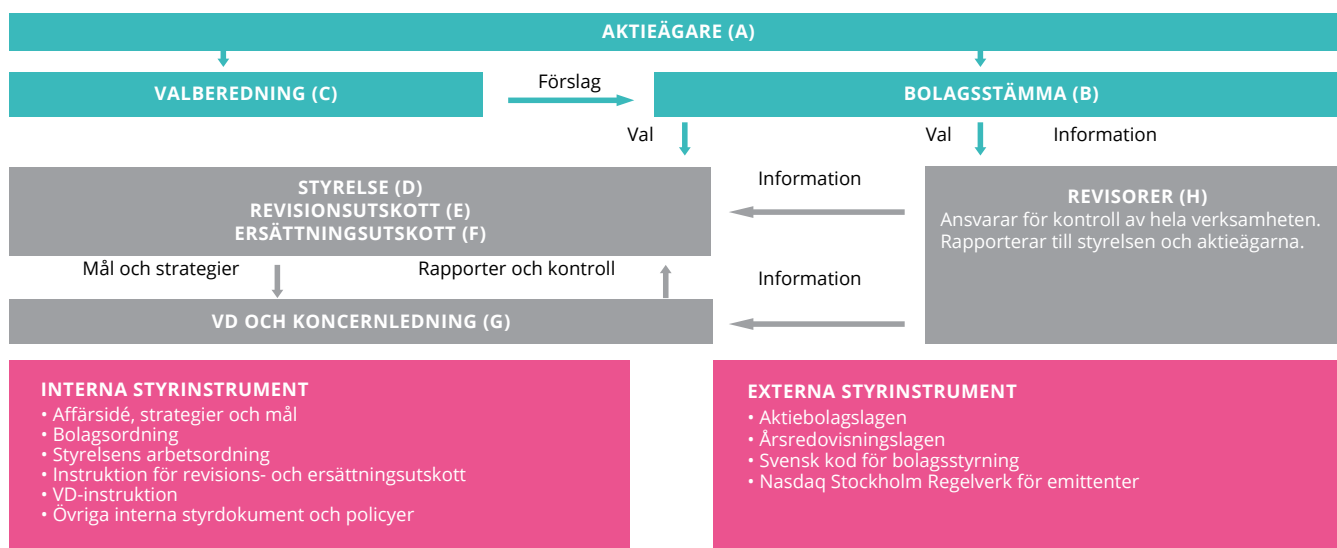 AKTIEÄGARE (A)
VALBEREDNING (C)
Förslag
BOLAGSSTÄMMA (B)
Val
Val
Information
STYRELSE (D)
REVISIONSUTSKOTT (E)
ERSÄTTNINGSUTSKOTT (F)
Information
REVISORER (H)
Ansvarar för kontroll av hela verksamheten.
Rapporterar till styrelsen och aktieägarna.
Mål och strategier
Rapporter och kontroll
Information
VD OCH KONCERNLEDNING (G)
INTERNA STYRINSTRUMENT
• Affärsidé, strategier och mål
• Bolagsordning
• Styrelsens arbetsordning
• Instruktion för revisions- och ersättningsutskott
• VD-instruktion
• Övriga interna styrdokument och policyer
EXTERNA STYRINSTRUMENT
• Aktiebolagslagen
• Årsredovisningslagen
• Svensk kod för bolagsstyrning
• Nasdaq Stockholm Regelverk för emittenter